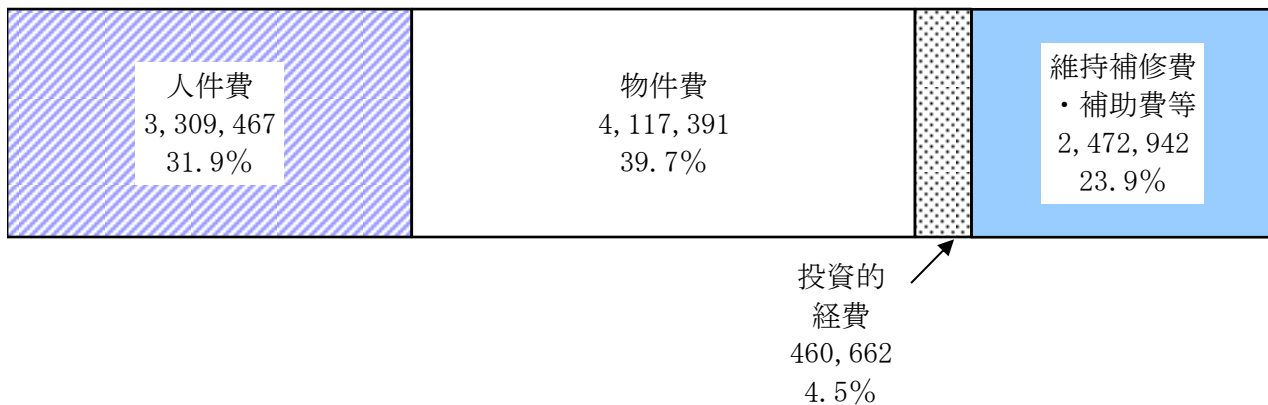 人件費
3,309,467
31.9%
物件費
4,117,391
39.7%
維持補修費
・補助費等
2,472,942
23.9%
投資的
経費
460,662
4.5%